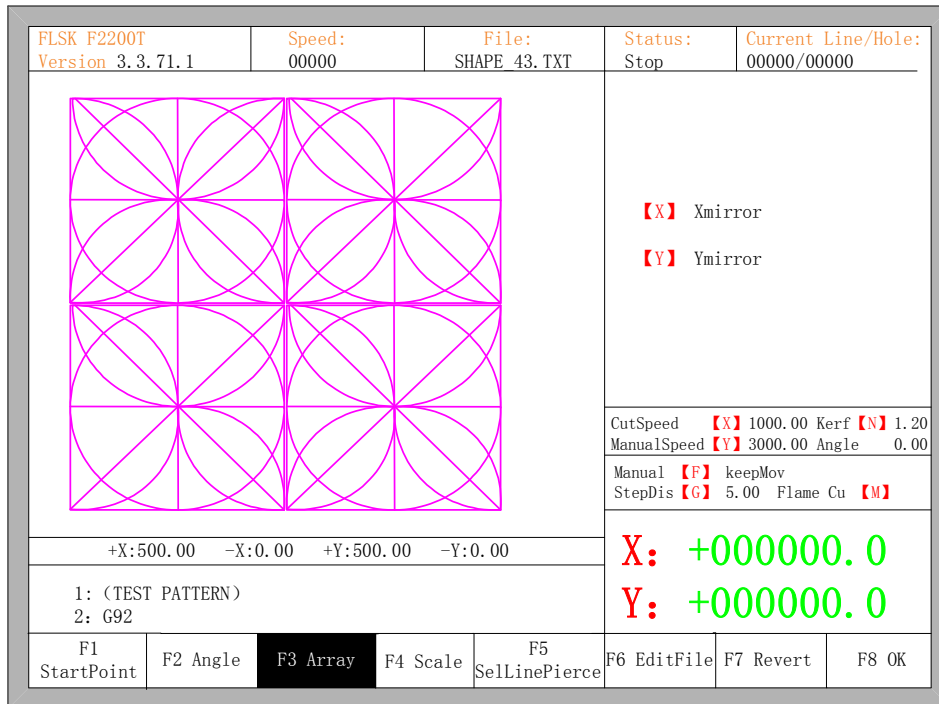 FLSK F2200T
Version 3.3.71.1
Speed:
00000
File:
SHAPE_43.TXT
Status:
Stop
Current Line/Hole:
00000/00000
【X】 Xmirror
【Y】 Ymirror
CutSpeed 【X】 1000.00 Kerf【N】1.20
ManualSpeed【Y】3000.00 Angle 0.00
Manual 【F】 keepMov
StepDis【G】 5.00 Flame Cu 【M】
+X:500.00 -X:0.00 +Y:500.00 -Y:0.00
X: +000000.0
Y: +000000.0
1:（TEST PATTERN）
2: G92
F1
StartPoint
F2 Angle
F3 Array
F4 Scale
F5
SelLinePierce
F6 EditFile
F7 Revert
F8 OK